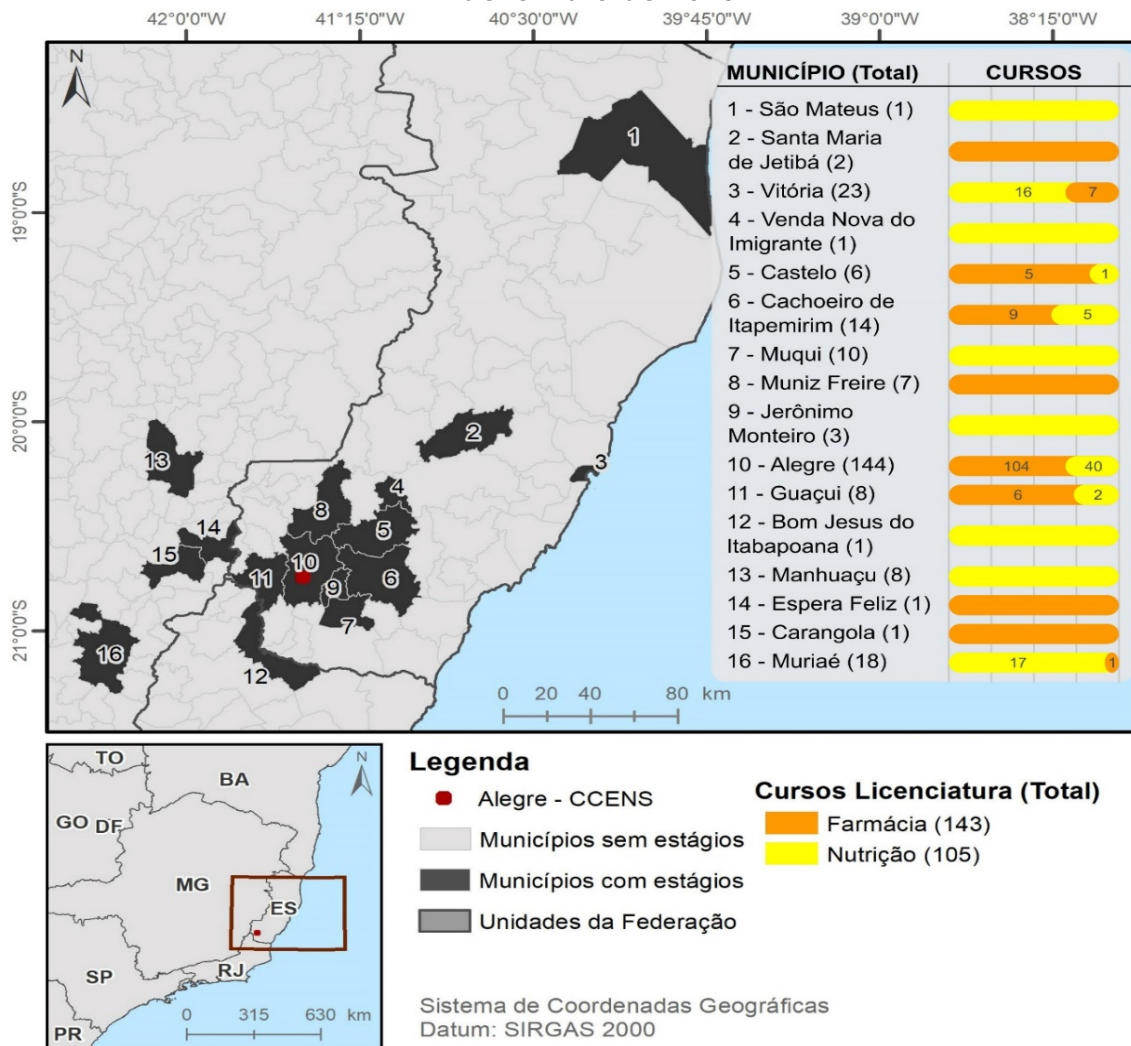 42°0'0"W 41°15'0"W 40°30'0"W 39°45'0"W 39°0'0"W 38°15'0"W
N
19°0'0"S
20°0'0"S
21°0'0"S
1
2
3
4
5
6
7
8
9
10
11
12
13
14
15
16
0 20 40 80 km
MUNICÍPIO (Total) CURSOS
1 - São Mateus (1)
2 - Santa Maria
de Jetibá (2)
3 - Vitória (23) 16 7
4 - Venda Nova do
Imigrante (1)
5 - Castelo (6) 5 1
6 - Cachoeiro de
Itapemirim (14) 9 5
7 - Muqui (10)
8 - Muniz Freire (7)
9 - Jerônimo
Monteiro (3)
10 - Alegre (144) 104 40
11 - Guaçui (8) 6 2
12 - Bom Jesus do
Itabapoana (1)
13 - Manhuaçu (8)
14 - Espera Feliz (1)
15 - Carangola (1)
16 - Muriaé (18) 17 1
N
TO
BA
GO
DF
MG
ES
SP
RJ
PR
0 315 630 km
Legenda
Alegre - CCENS
Municípios sem estágios
Municípios com estágios
Unidades da Federação
Cursos Licenciatura (Total)
Farmácia (143)
Nutrição (105)
Sistema de Coordenadas Geográficas
Datum: SIRGAS 2000